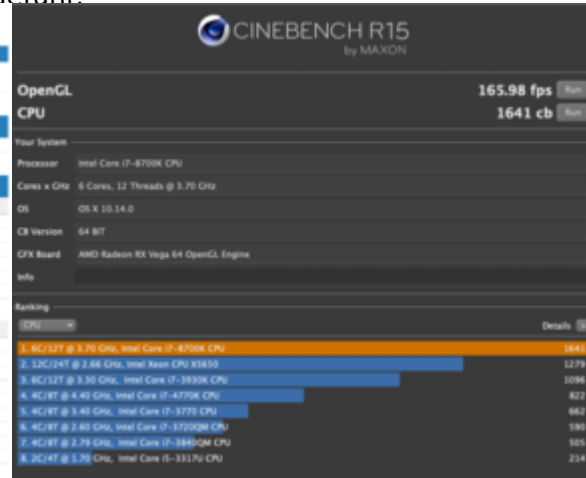 CINEBENCH R15
by MAXON
OpenGL 165.98 fps Run
CPU 1641 cb Run
Your System
Processor Intel Core i7-8700K CPU
Cores x GHz 6 Cores, 12 Threads @ 3.70 GHz
OS OS X 10.14.0
CB Version 64 BIT
GFX Board AMD Radeon RX Vega 64 OpenGL Engine
Info
Ranking
CPU Details
1. 6C/12T @ 3.70 GHz, Intel Core i7-8700K CPU 1641
2. 12C/24T @ 2.66 GHz, Intel Xeon CPU X5650 1279
3. 6C/12T @ 3.30 GHz, Intel Core i7-3930K CPU 1096
4. 4C/8T @ 4.40 GHz, Intel Core i7-4770K CPU 822
5. 4C/8T @ 3.40 GHz, Intel Core i7-3770 CPU 662
6. 4C/8T @ 2.60 GHz, Intel Core i7-3720QM CPU 590
7. 4C/8T @ 2.79 GHz, Intel Core i7-3840QM CPU 505
8. 2C/4T @ 1.70 GHz, Intel Core i5-3317U CPU 214